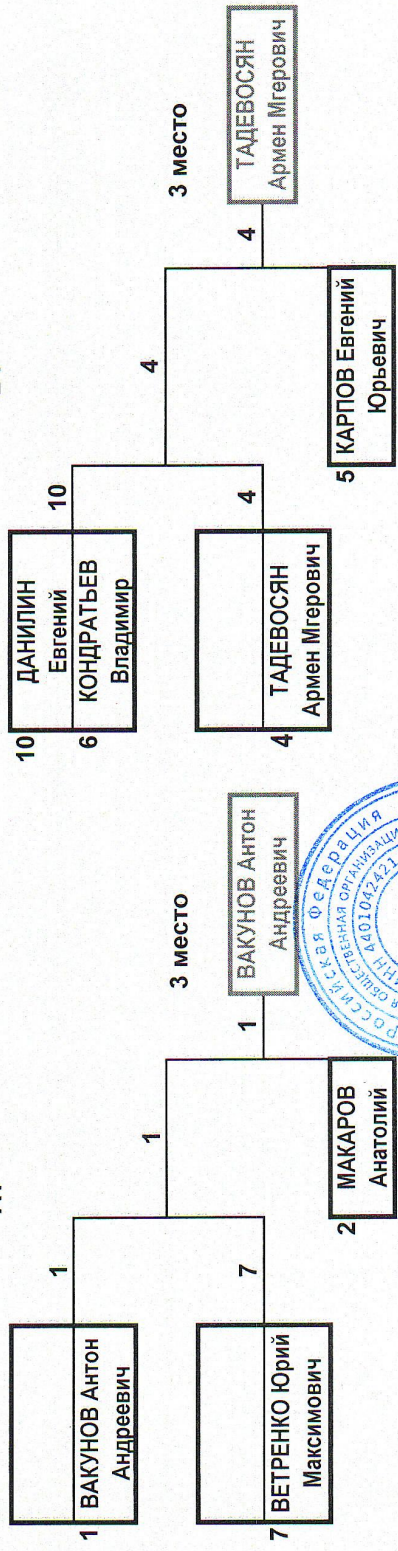 1
ВАКУНОВ Антон
Андреевич
1
7
ВЕТРЕНКО Юрий
Максимович
7
1
2
МАКАРОВ
Анатолий
1
3 место
ВАКУНОВ Антон
Андреевич
10
ДАНИЛИН
Евгений
6
КОНДРАТЬЕВ
Владимир
10
4
ТАДЕВОСЯН
Армен Мгерович
4
4
5
КАРПОВ Евгений
Юрьевич
4
3 место
ТАДЕВОСЯН
Армен Мгерович
РОССИЙСКАЯ Федерация
ИНН 4401042421